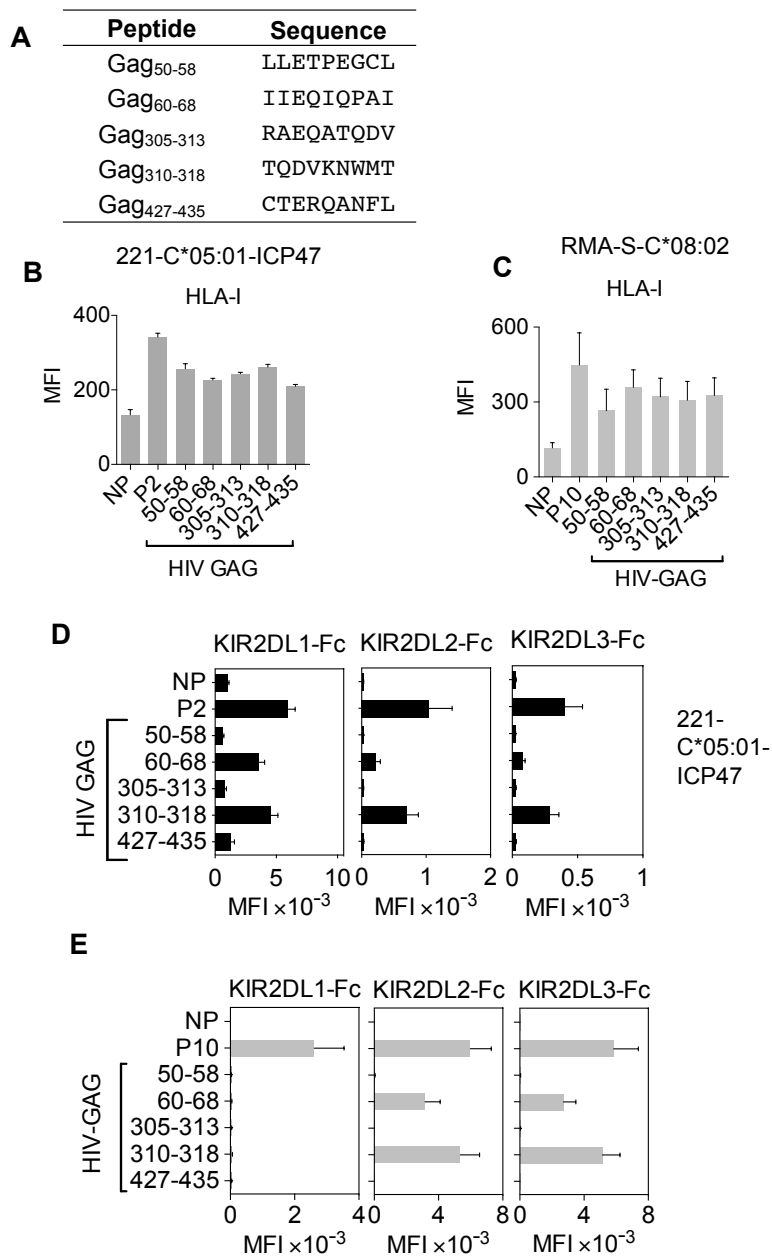 A
Peptide Sequence
Gag50-58 LLETPEGCL
Gag60-68 IIEQIQPAI
Gag305-313 RAEQATQDV
Gag310-318 TQDVKNWMT
Gag427-435 CTERQANFL
B
221-C*05:01-ICP47
HLA-I
MFI
400
200
0
NP P2 50-58 60-68 305-313 310-318 427-435
HIV GAG
C
RMA-S-C*08:02
HLA-I
MFI
600
300
0
NP P10 50-58 60-68 305-313 310-318 427-435
HIV-GAG
D
KIR2DL1-Fc KIR2DL2-Fc KIR2DL3-Fc
NP
P2
50-58
60-68
305-313
310-318
427-435
HIV GAG
221-
C*05:01-
ICP47
0 5 10 0 1 2 0 0.5 1
MFI ×10⁻³ MFI ×10⁻³ MFI ×10⁻³
E
KIR2DL1-Fc KIR2DL2-Fc KIR2DL3-Fc
NP
P10
50-58
60-68
305-313
310-318
427-435
HIV-GAG
0 2 4 0 4 8 0 4 8
MFI ×10⁻³ MFI ×10⁻³ MFI ×10⁻³